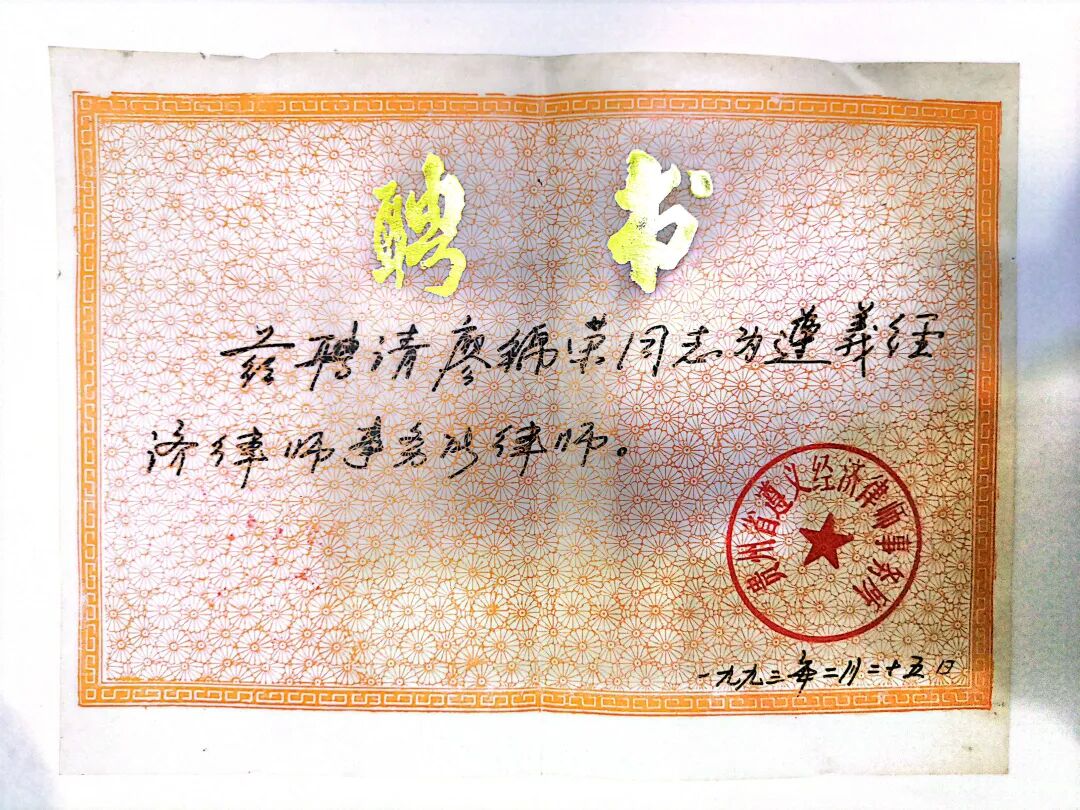 聘书
兹聘请廖荣同志为遵義经
济律师事务所律师。
贵州省遵义经济律师事务所
一九九三年二月二十五日